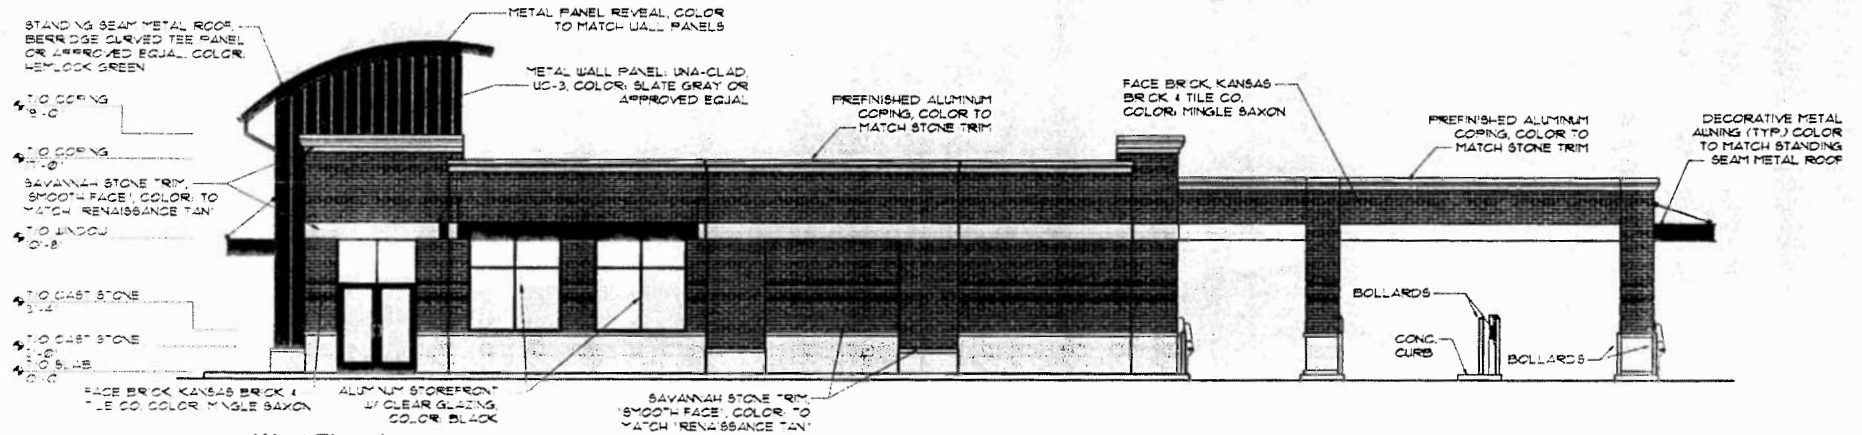 STANDING SEAM METAL ROOF,
BERRIDGE CURVED TEE PANEL
OR APPROVED EQUAL. COLOR:
HEMLOCK GREEN
METAL PANEL REVEAL, COLOR
TO MATCH WALL PANELS
METAL WALL PANEL: UNA-CLAD,
UC-3, COLOR: SLATE GRAY OR
APPROVED EQUAL
PREFINISHED ALUMINUM
COPING, COLOR TO
MATCH STONE TRIM
FACE BRICK, KANSAS
BRICK & TILE CO.
COLOR: MINGLE SAXON
PREFINISHED ALUMINUM
COPING, COLOR TO
MATCH STONE TRIM
DECORATIVE METAL
AWNING (TYP.) COLOR
TO MATCH STANDING
SEAM METAL ROOF
T/O COPING
T/O COPING
SAVANNAH STONE TRIM,
'SMOOTH FACE', COLOR: TO
MATCH 'RENAISSANCE TAN'
T/O WINDOW
10'-8"
T/O CAST STONE
T/O CAST STONE
T/O SLAB
BOLLARDS
CONC.
CURB
BOLLARDS
FACE BRICK, KANSAS BRICK &
TILE CO. COLOR: MINGLE SAXON
ALUMINUM STOREFRONT
W/ CLEAR GLAZING,
COLOR: BLACK
SAVANNAH STONE TRIM,
'SMOOTH FACE', COLOR: TO
MATCH 'RENAISSANCE TAN'